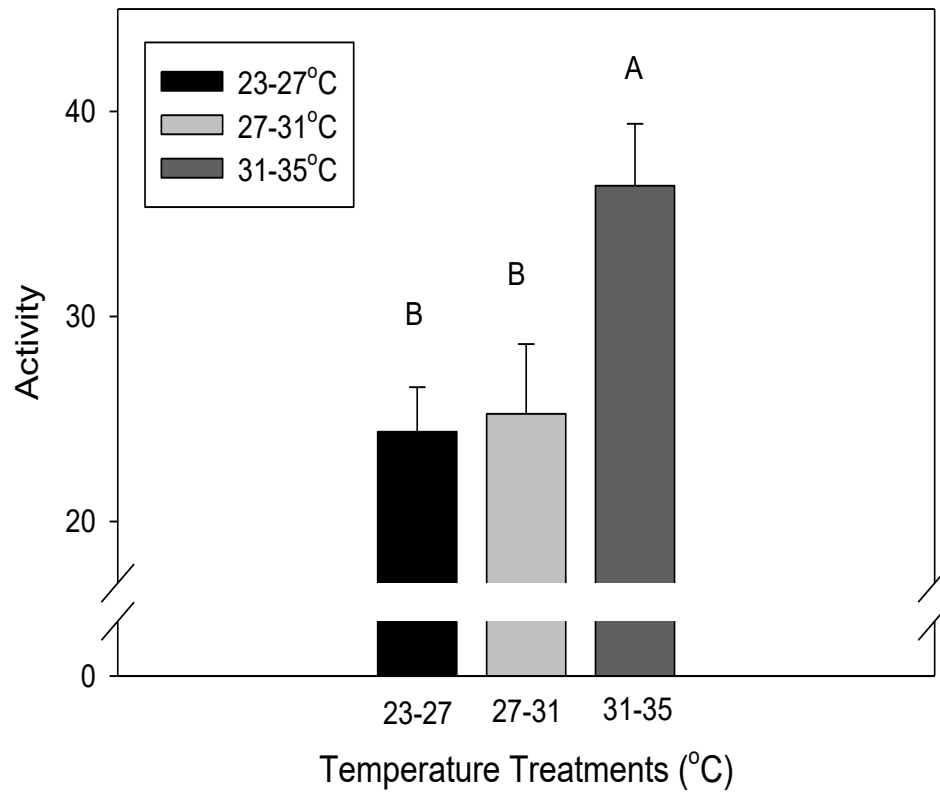 23-27°C
27-31°C
31-35°C
A
B
B
40
30
20
0
Activity
23-27 27-31 31-35
Temperature Treatments (°C)